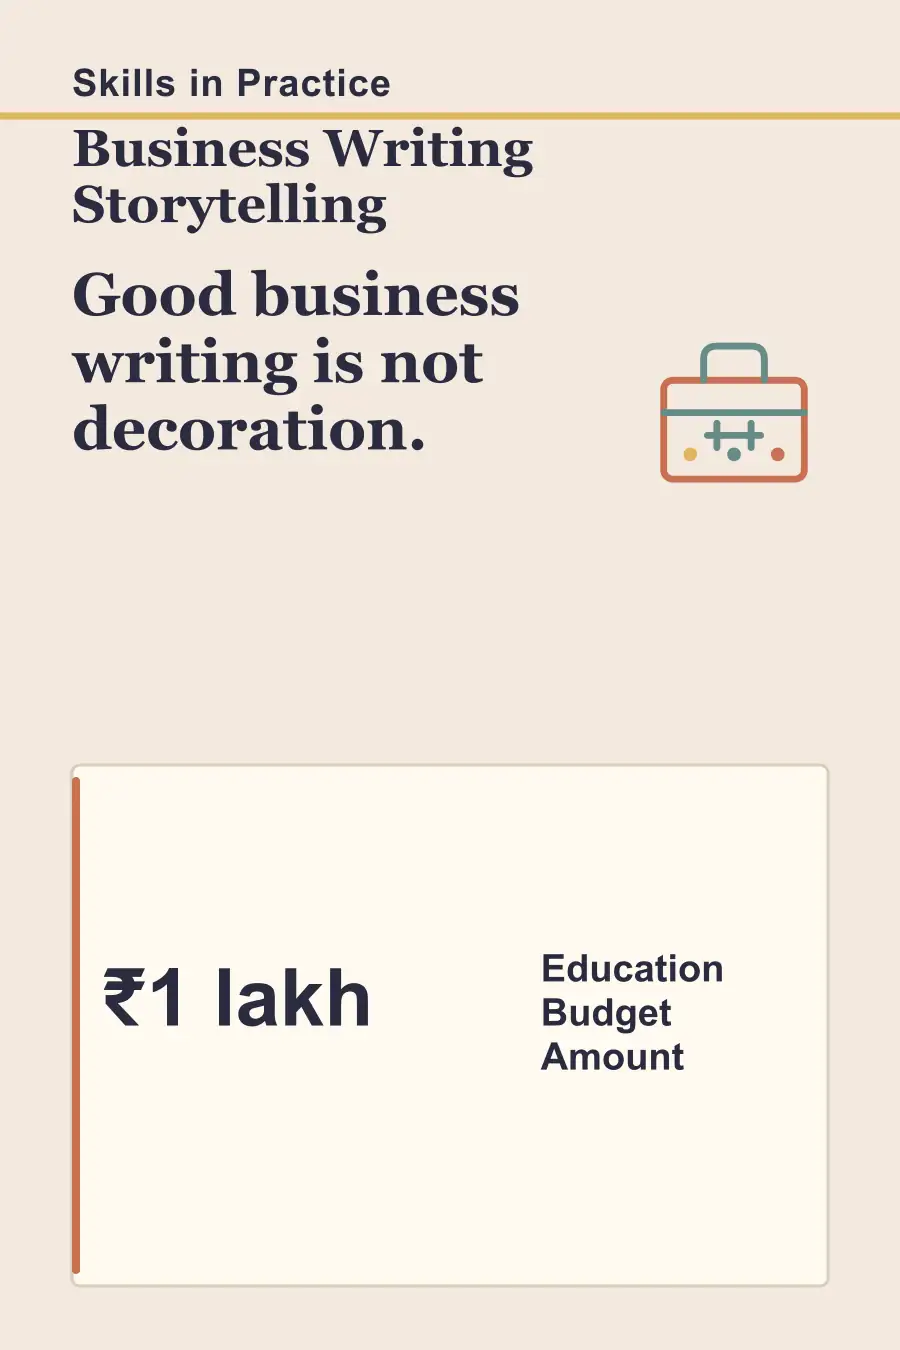 Skills in Practice
Business Writing
Storytelling
Good business
writing is not
decoration.
₹1 lakh
Education
Budget
Amount